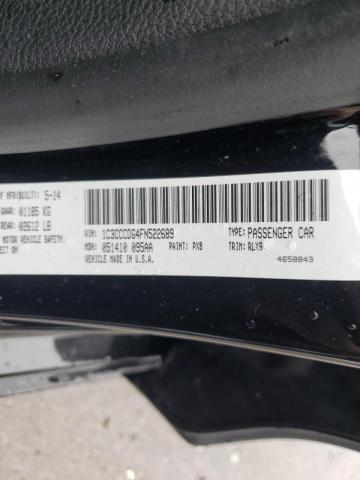 OF MFR(BUILT): 5-14
GAWR: 01185 KG
REAR: 02612 LB
MOTOR VEHICLE SAFETY,
ECT ON
VIN: 1C3CCCDG4FN522689
TYPE: PASSENGER CAR
MDH: 051410 095AA
PAINT: PX8
TRIM: RLX9
VEHICLE MADE IN U.S.A.
4658843